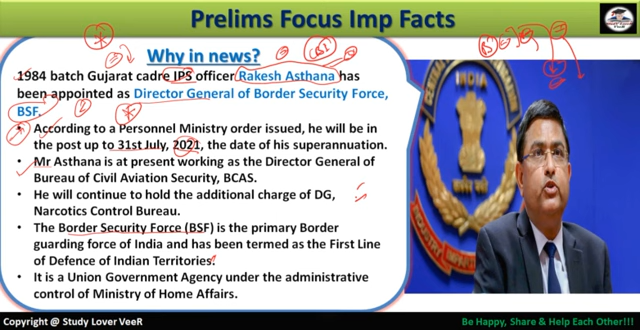 Prelims Focus Imp Facts
Why in news?
CBI
1984 batch Gujarat cadre IPS officer Rakesh Asthana has
been appointed as Director General of Border Security Force,
BSF.
According to a Personnel Ministry order issued, he will be in
the post up to 31st July, 2021, the date of his superannuation.
Mr Asthana is at present working as the Director General of
Bureau of Civil Aviation Security, BCAS.
He will continue to hold the additional charge of DG,
Narcotics Control Bureau.
The Border Security Force (BSF) is the primary Border
guarding force of India and has been termed as the First Line
of Defence of Indian Territories.
It is a Union Government Agency under the administrative
control of Ministry of Home Affairs.
Copyright @ Study Lover VeeR
Be Happy, Share & Help Each Other!!!